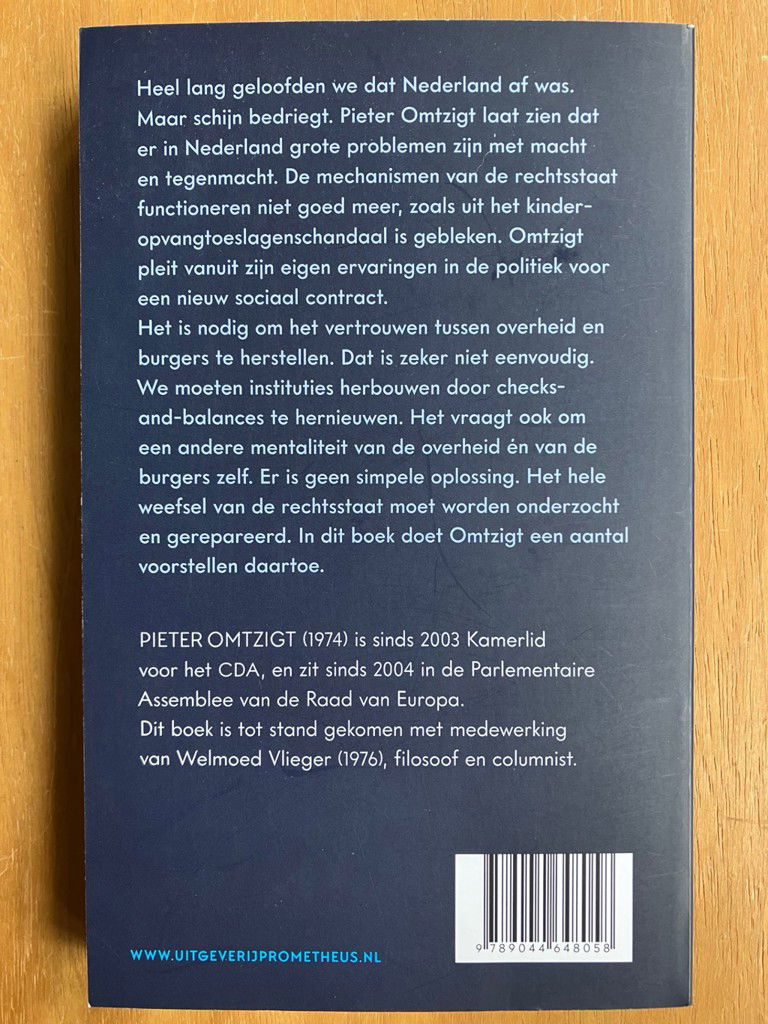 Heel lang geloofden we dat Nederland af was.
Maar schijn bedriegt. Pieter Omtzigt laat zien dat
er in Nederland grote problemen zijn met macht
en tegenmacht. De mechanismen van de rechtsstaat
functioneren niet goed meer, zoals uit het kinder-
opvangtoeslagenschandaal is gebleken. Omtzigt
pleit vanuit zijn eigen ervaringen in de politiek voor
een nieuw sociaal contract.
Het is nodig om het vertrouwen tussen overheid en
burgers te herstellen. Dat is zeker niet eenvoudig.
We moeten instituties herbouwen door checks-
and-balances te hernieuwen. Het vraagt ook om
een andere mentaliteit van de overheid én van de
burgers zelf. Er is geen simpele oplossing. Het hele
weefsel van de rechtsstaat moet worden onderzocht
en gerepareerd. In dit boek doet Omtzigt een aantal
voorstellen daartoe.
PIETER OMTZIGT (1974) is sinds 2003 Kamerlid
voor het CDA, en zit sinds 2004 in de Parlementaire
Assemblee van de Raad van Europa.
Dit boek is tot stand gekomen met medewerking
van Welmoed Vlieger (1976), filosoof en columnist.
9 789044 648058
WWW.UITGEVERIJPROMETHEUS.NL